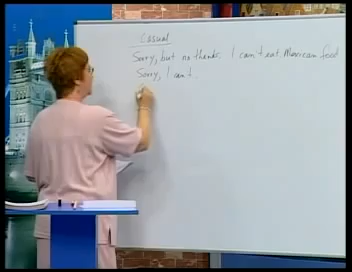 Casual
Sorry, but no thanks. I can't eat Mexican food
Sorry, I can't.